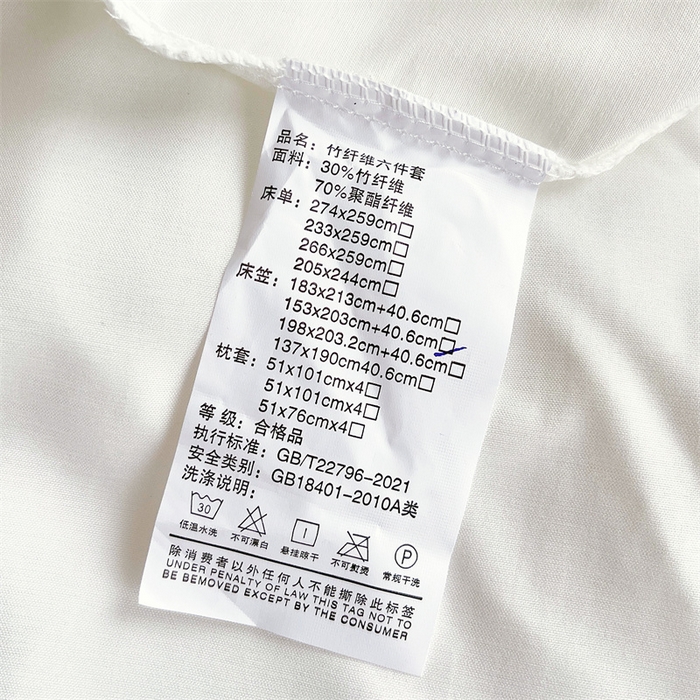 品名：竹纤维六件套
面料：30%竹纤维
70%聚酯纤维
床单：274x259cm□
233x259cm□
266x259cm□
205x244cm□
床笠：183x213cm+40.6cm□
153x203cm+40.6cm□
198x203.2cm+40.6cm□
137x190cm40.6cm□
枕套：51x101cmx4□
51x101cmx4□
51x76cmx4□
等 级：合格品
执行标准：GB/T22796-2021
安全类别：GB18401-2010A类
洗涤说明：
30 P
低温水洗 不可漂白 悬挂晾干 不可熨烫 常规干洗
除消费者以外任何人不能撕除此标签
UNDER PENALTY OF LAW THIS TAG NOT TO
BE BEMOVED EXCEPT BY THE CONSUMER